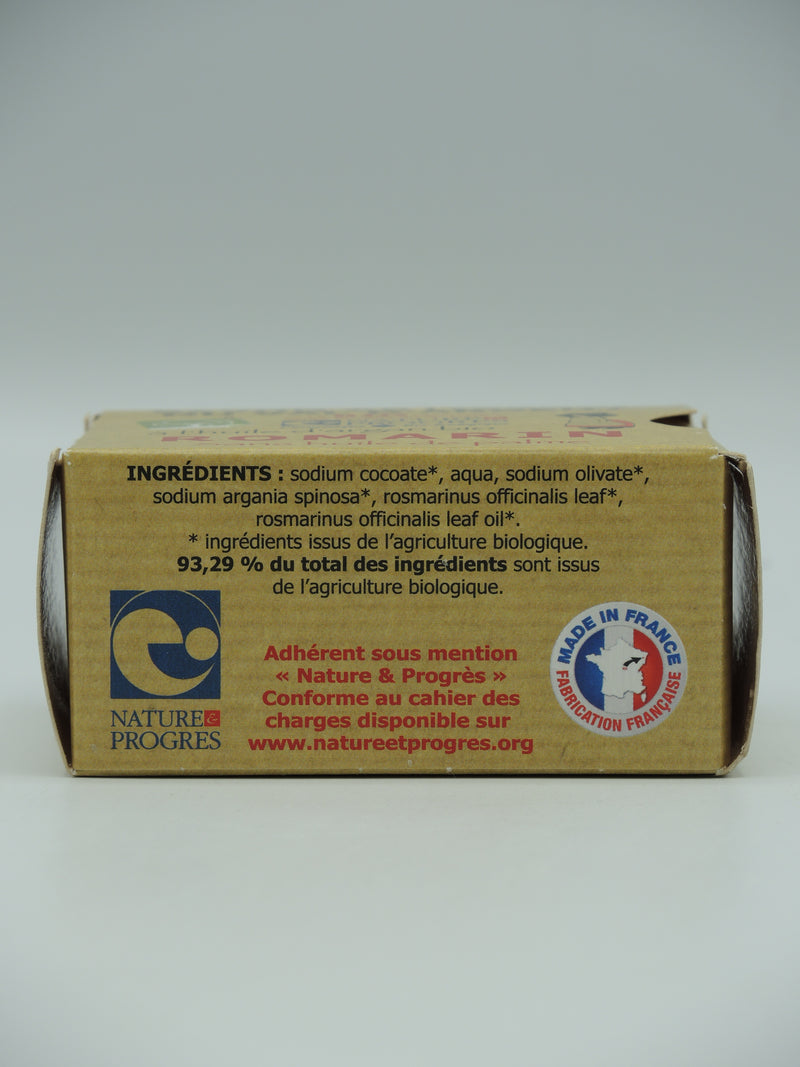 ROMARIN
INGRÉDIENTS : sodium cocoate*, aqua, sodium olivate*,
sodium argania spinosa*, rosmarinus officinalis leaf*,
rosmarinus officinalis leaf oil*.
* ingrédients issus de l'agriculture biologique.
93,29 % du total des ingrédients sont issus
de l'agriculture biologique.
Adhérent sous mention
« Nature & Progrès »
Conforme au cahier des
charges disponible sur
www.natureetprogres.org
NATURE e
PROGRES
MADE IN FRANCE
FABRICATION FRANÇAISE